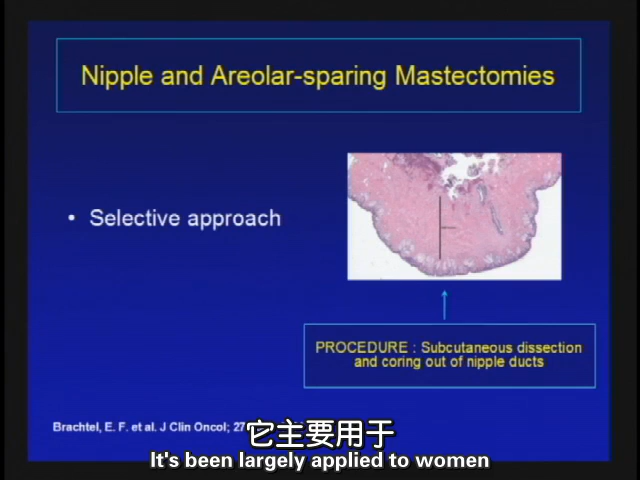 Nipple and Areolar-sparing Mastectomies
• Selective approach
PROCEDURE : Subcutaneous dissection
and coring out of nipple ducts
Brachtel, E. F. et al. J Clin Oncol; 27
它主要用于
It's been largely applied to women